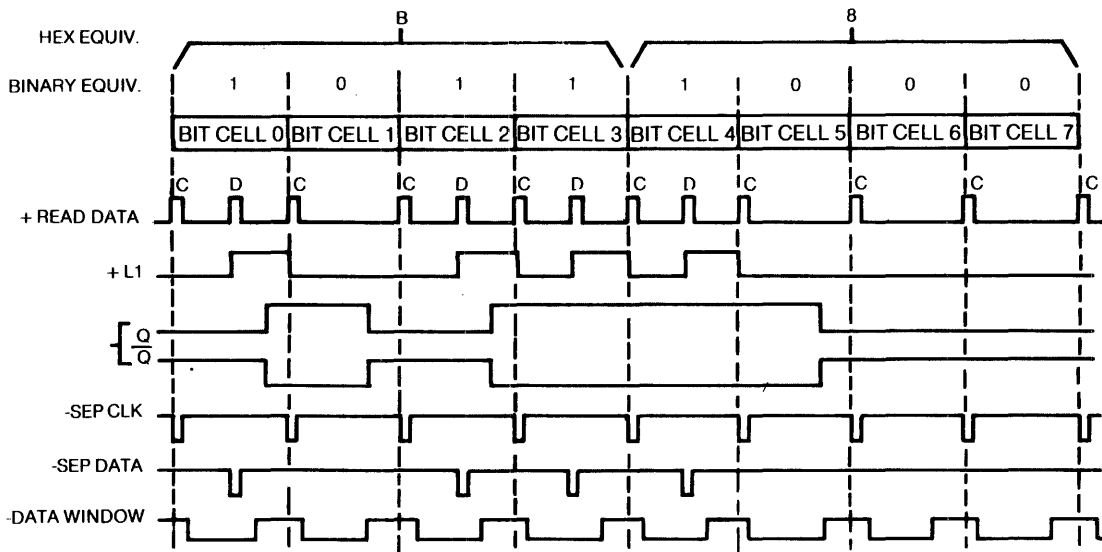 B 8
HEX EQUIV.
BINARY EQUIV. 1 0 1 1 1 0 0 0
BIT CELL 0 BIT CELL 1 BIT CELL 2 BIT CELL 3 BIT CELL 4 BIT CELL 5 BIT CELL 6 BIT CELL 7
C D C C D C D C D C C C C
+ READ DATA
+ L1
Q
Q
-SEP CLK
-SEP DATA
-DATA WINDOW